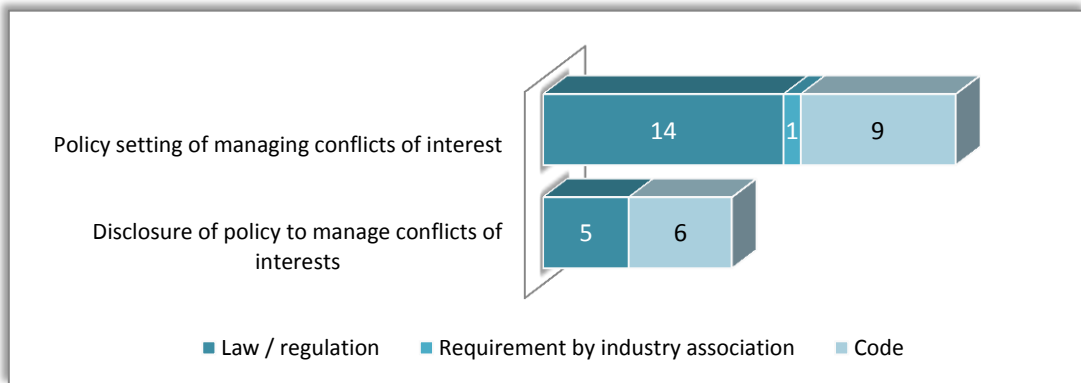 14 1 9
Policy setting of managing conflicts of interest
5 6
Disclosure of policy to manage conflicts of
interests
Law / regulation Requirement by industry association Code